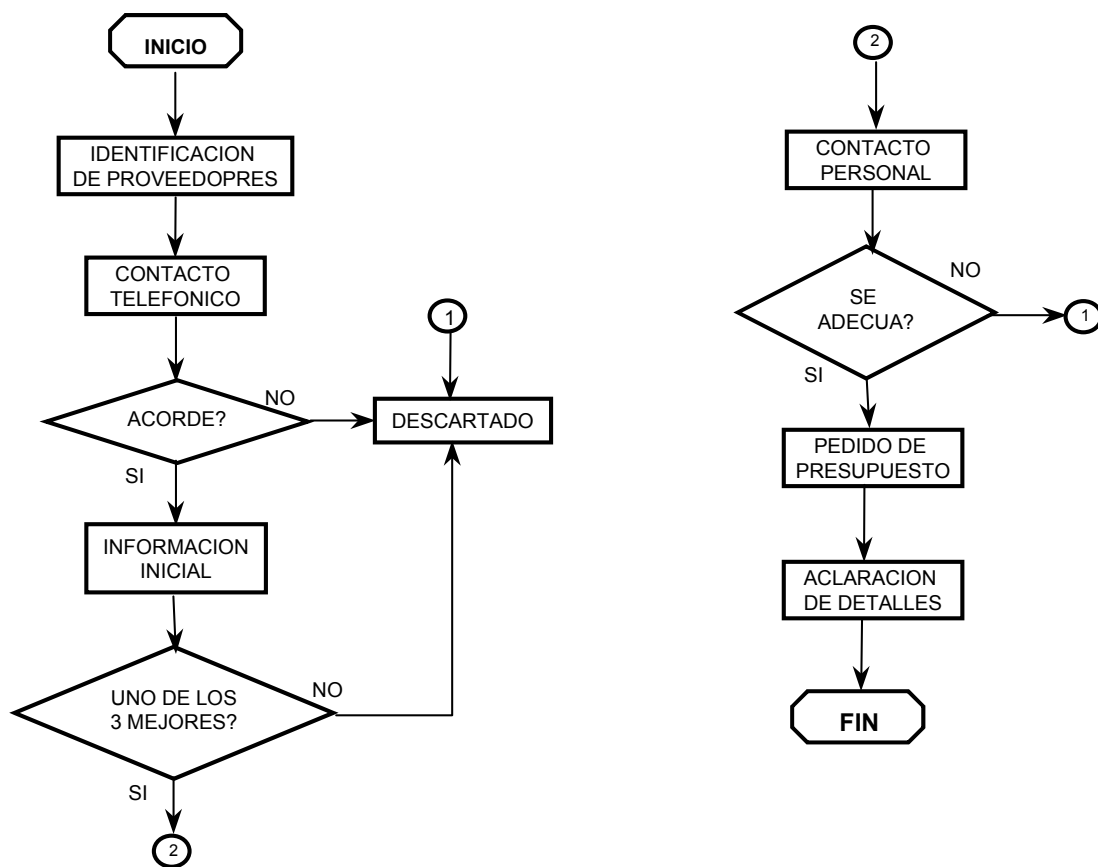 INICIO
IDENTIFICACION
DE PROVEEDOPRES
CONTACTO
TELEFONICO
1
ACORDE?
NO
DESCARTADO
SI
INFORMACION
INICIAL
UNO DE LOS
3 MEJORES?
NO
SI
2
2
CONTACTO
PERSONAL
SE
ADECUA?
NO
1
SI
PEDIDO DE
PRESUPUESTO
ACLARACION
DE DETALLES
FIN